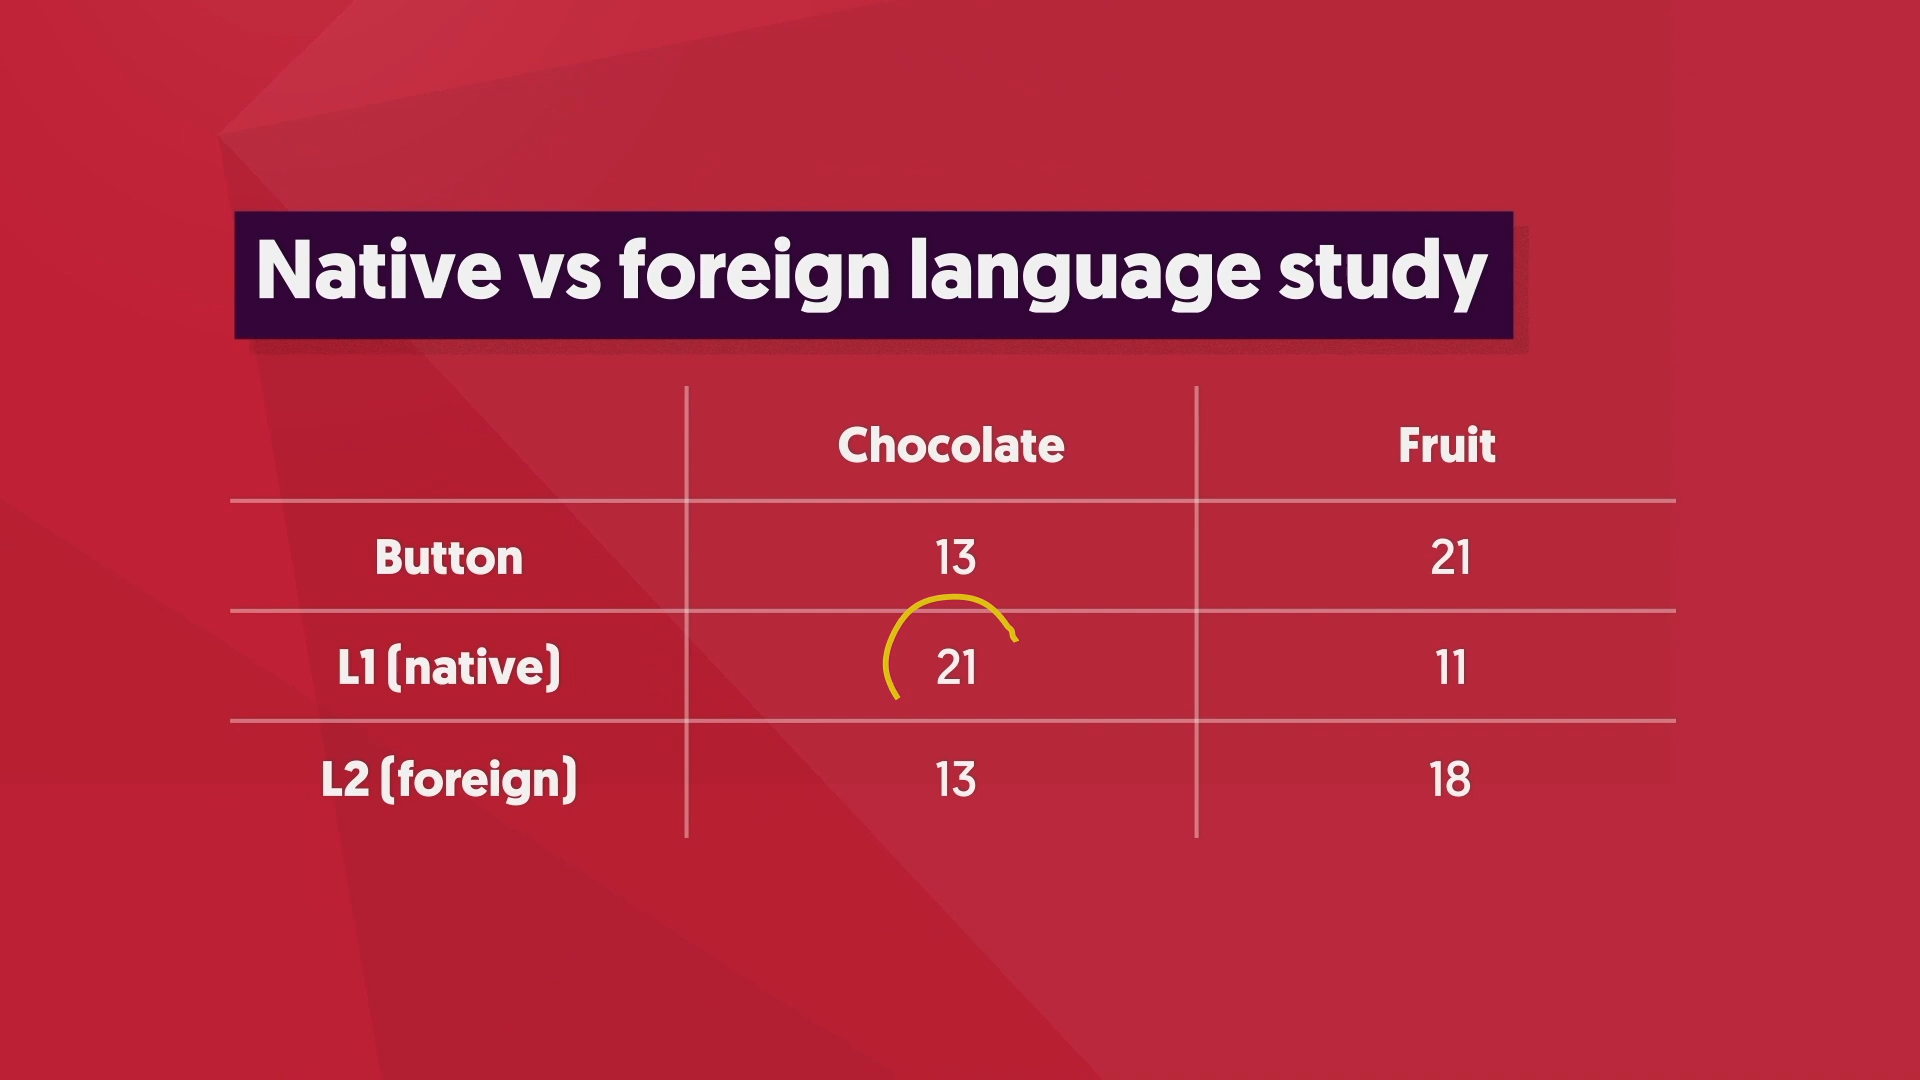 Native vs foreign language study
Chocolate Fruit
Button 13 21
L1 (native) 21 11
L2 (foreign) 13 18